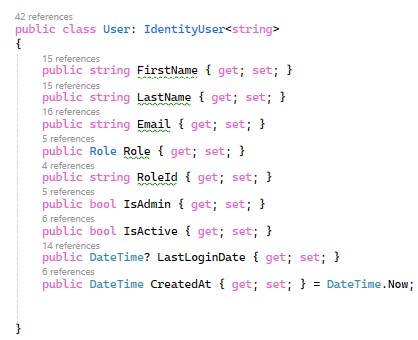 42 references
public class User: IdentityUser<string>
{
15 references
public string FirstName { get; set; }
15 references
public string LastName { get; set; }
16 references
public string Email { get; set; }
5 references
public Role Role { get; set; }
4 references
public string RoleId { get; set; }
5 references
public bool IsAdmin { get; set; }
6 references
public bool IsActive { get; set; }
14 references
public DateTime? LastLoginDate { get; set; }
6 references
public DateTime CreatedAt { get; set; } = DateTime.Now;
}